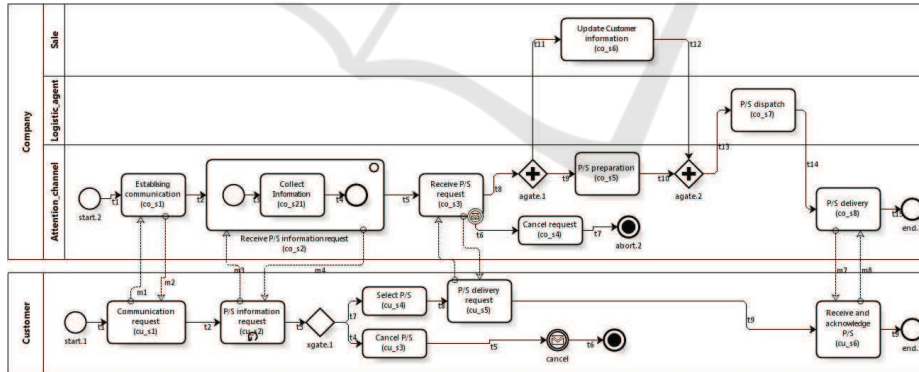 Company
Sale
Logistic_agent
Attention_channel
Update Customer
information
(co_s6)
t11
t12
P/S dispatch
(co_s7)
t13
t14
start.2
t1
Establising
communication
(co_s1)
t2
t3
Collect
Information
(co_s21)
t4
Receive P/S information request
(co_s2)
t5
Receive P/S
request
(co_s3)
t8
t6
agate.1
t9
P/S preparation
(co_s5)
t10
agate.2
Cancel request
(co_s4)
t7
abort.2
P/S delivery
(co_s8)
end.
m1
m2
m3
m4
m7
m8
Customer
start.1
t1
Communication
request
(cu_s1)
t2
P/S information
request
(cu_s2)
t3
xgate.1
t7
t4
Select P/S
(cu_s4)
t8
P/S delivery
request
(cu_s5)
Cancel P/S
(cu_s3)
t5
cancel
t6
t9
Receive and
acknowledge
P/S
(cu_s6)
end.